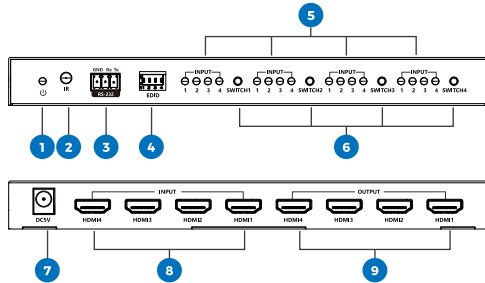 5
GND Rx Tx
INPUT INPUT INPUT INPUT
IR RS-232 EDID 1 2 3 4 SWITCH1 1 2 3 4 SWITCH2 1 2 3 4 SWITCH3 1 2 3 4 SWITCH4
1 2 3 4 6
INPUT OUTPUT
DC5V HDMI4 HDMI3 HDMI2 HDMI1 HDMI4 HDMI3 HDMI2 HDMI1
7 8 9